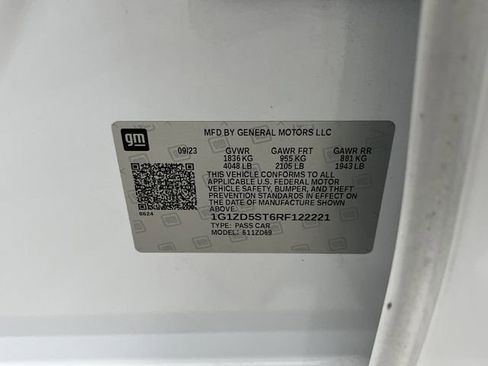 gm
MFD BY GENERAL MOTORS LLC
09/23 GVWR GAWR FRT GAWR RR
1836 KG 955 KG 881 KG
4048 LB 2105 LB 1943 LB
THIS VEHICLE CONFORMS TO ALL
APPLICABLE U.S. FEDERAL MOTOR
VEHICLE SAFETY, BUMPER, AND THEFT
PREVENTION STANDARDS IN EFFECT ON
THE DATE OF MANUFACTURE SHOWN ABOVE.
1G1ZD5ST6RF122221
TYPE: PASS CAR
MODEL: 611ZD69